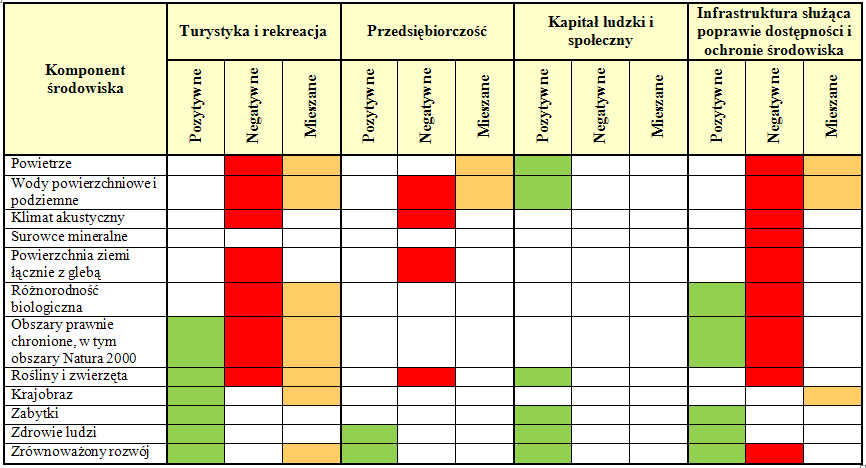 Komponent
środowiska
Turystyka i rekreacja
Przedsiębiorczość
Kapitał ludzki i
społeczny
Infrastruktura służąca
poprawie dostępności i
ochronie środowiska
Pozytywne
Negatywne
Mieszane
Pozytywne
Negatywne
Mieszane
Pozytywne
Negatywne
Mieszane
Pozytywne
Negatywne
Mieszane
Powietrze
Wody powierzchniowe i
podziemne
Klimat akustyczny
Surowce mineralne
Powierzchnia ziemi
łącznie z glebą
Różnorodność
biologiczna
Obszary prawnie
chronione, w tym
obszary Natura 2000
Rośliny i zwierzęta
Krajobraz
Zabytki
Zdrowie ludzi
Zrównoważony rozwój